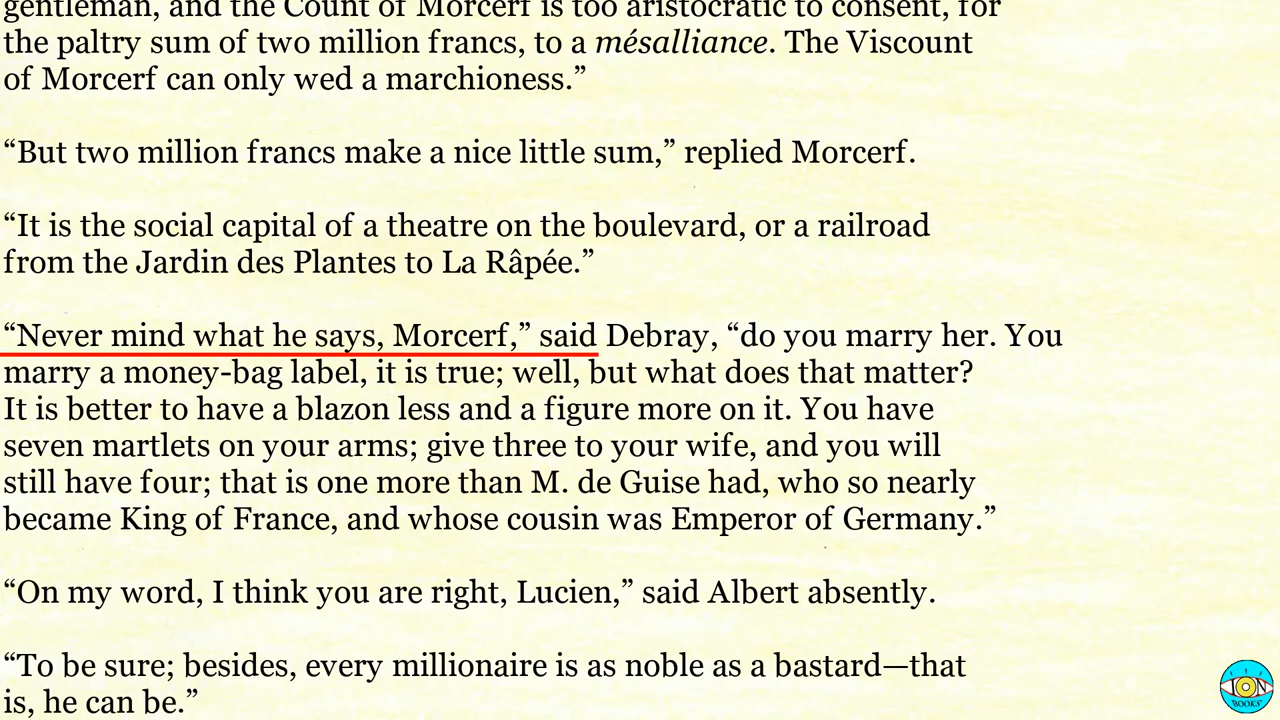 gentleman, and the Count of Morcerf is too aristocratic to consent, for
the paltry sum of two million francs, to a mésalliance. The Viscount
of Morcerf can only wed a marchioness.”
“But two million francs make a nice little sum,” replied Morcerf.
“It is the social capital of a theatre on the boulevard, or a railroad
from the Jardin des Plantes to La Râpée.”
“Never mind what he says, Morcerf,” said Debray, “do you marry her. You
marry a money-bag label, it is true; well, but what does that matter?
It is better to have a blazon less and a figure more on it. You have
seven martlets on your arms; give three to your wife, and you will
still have four; that is one more than M. de Guise had, who so nearly
became King of France, and whose cousin was Emperor of Germany.”
“On my word, I think you are right, Lucien,” said Albert absently.
“To be sure; besides, every millionaire is as noble as a bastard—that
is, he can be.”
ION
BOOKS